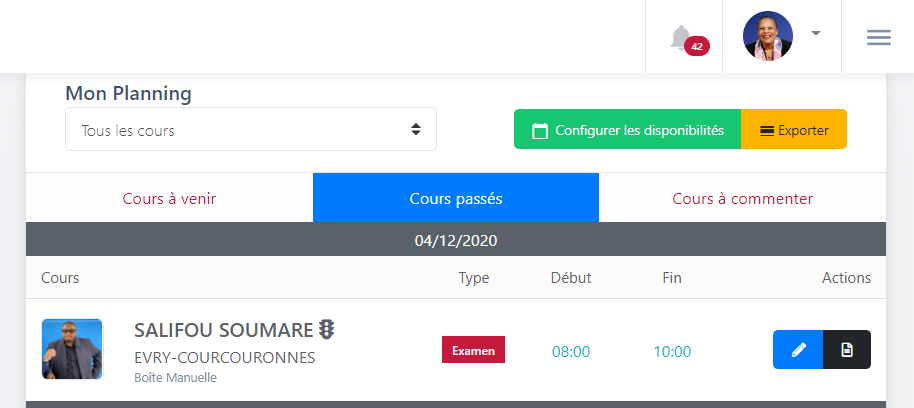 42
Mon Planning
Tous les cours
Configurer les disponibilités
Exporter
Cours à venir
Cours passés
Cours à commenter
04/12/2020
Cours Type Début Fin Actions
SALIFOU SOUMARE
EVRY-COURCOURONNES
Boîte Manuelle
Examen
08:00
10:00